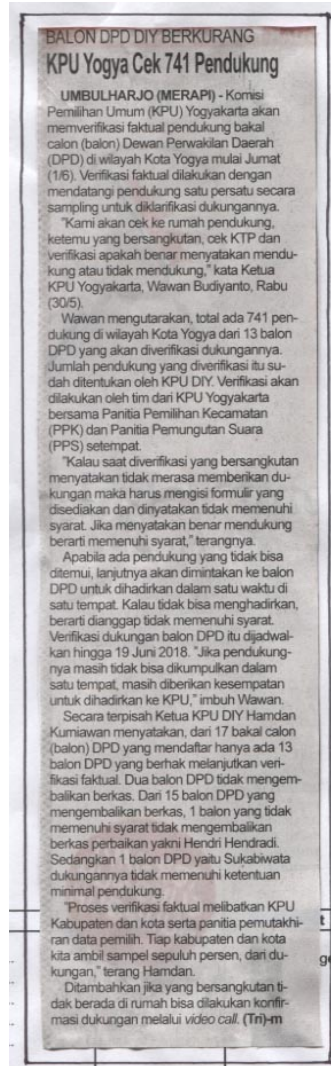 BALON DPD DIY BERKURANG
KPU Yogya Cek 741 Pendukung
UMBULHARJO (MERAPI) - Komisi
Pemilihan Umum (KPU) Yogyakarta akan
memverifikasi faktual pendukung bakal
calon (balon) Dewan Perwakilan Daerah
(DPD) di wilayah Kota Yogya mulai Jumat
(1/6). Verifikasi faktual dilakukan dengan
mendatangi pendukung satu persatu secara
sampling untuk diklarifikasi dukungannya.
"Kami akan cek ke rumah pendukung,
ketemu yang bersangkutan, cek KTP dan
verifikasi apakah benar menyatakan mendu-
kung atau tidak mendukung," kata Ketua
KPU Yogyakarta, Wawan Budiyanto, Rabu
(30/5).
Wawan mengutarakan, total ada 741 pen-
dukung di wilayah Kota Yogya dari 13 balon
DPD yang akan diverifikasi dukungannya.
Jumlah pendukung yang diverifikasi itu su-
dah ditentukan oleh KPU DIY. Verifikasi akan
dilakukan oleh tim dari KPU Yogyakarta
bersama Panitia Pemilihan Kecamatan
(PPK) dan Panitia Pemungutan Suara
(PPS) setempat.
"Kalau saat diverifikasi yang bersangkutan
menyatakan tidak merasa memberikan du-
kungan maka harus mengisi formulir yang
disediakan dan dinyatakan tidak memenuhi
syarat. Jika menyatakan benar mendukung
berarti memenuhi syarat," terangnya.
Apabila ada pendukung yang tidak bisa
ditemui, lanjutnya akan dimintakan ke balon
DPD untuk dihadirkan dalam satu waktu di
satu tempat. Kalau tidak bisa menghadirkan,
berarti dianggap tidak memenuhi syarat.
Verifikasi dukungan balon DPD itu dijadwal-
kan hingga 19 Juni 2018. "Jika pendukung-
nya masih tidak bisa dikumpulkan dalam
satu tempat, masih diberikan kesempatan
untuk dihadirkan ke KPU," imbuh Wawan.
Secara terpisah Ketua KPU DIY Hamdan
Kurniawan menyatakan, dari 17 bakal calon
(balon) DPD yang mendaftar hanya ada 13
balon DPD yang berhak melanjutkan veri-
fikasi faktual. Dua balon DPD tidak mengem-
balikan berkas. Dari 15 balon DPD yang
mengembalikan berkas, 1 balon yang tidak
memenuhi syarat tidak mengembalikan
berkas perbaikan yakni Hendri Hendradi.
Sedangkan 1 balon DPD yaitu Sukabiwata
dukungannya tidak memenuhi ketentuan
minimal pendukung.
"Proses verifikasi faktual melibatkan KPU
Kabupaten dan kota serta panitia pemutakhi-
ran data pemilih. Tiap kabupaten dan kota
kita ambil sampel sepuluh persen, dari du-
kungan," terang Hamdan.
Ditambahkan jika yang bersangkutan ti-
dak berada di rumah bisa dilakukan konfir-
masi dukungan melalui video call. (Tri)-m